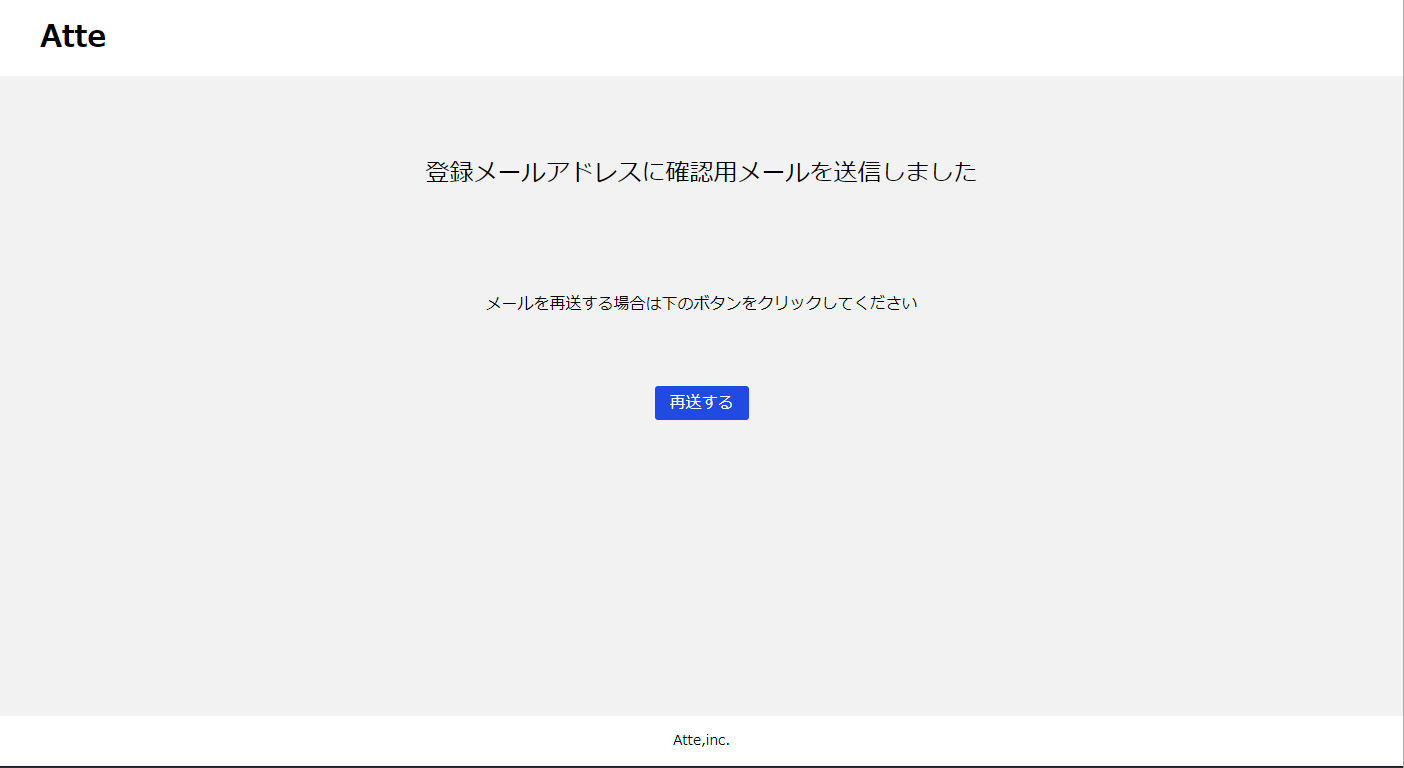 Atte
登録メールアドレスに確認用メールを送信しました
メールを再送する場合は下のボタンをクリックしてください
再送する
Atte,inc.